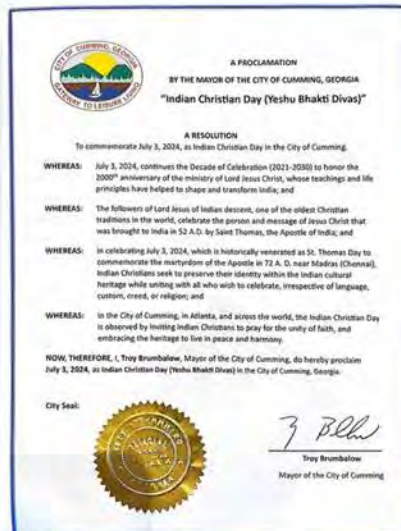 CITY OF CUMMING, GEORGIA
GATEWAY TO LEISURE LIVING
A PROCLAMATION
BY THE MAYOR OF THE CITY OF CUMMING, GEORGIA
"Indian Christian Day (Yeshu Bhakti Divas)"
A RESOLUTION
To commemorate July 3, 2024, as Indian Christian Day in the City of Cumming.
WHEREAS: July 3, 2024, continues the Decade of Celebration (2021-2030) to honor the
2000th anniversary of the ministry of Lord Jesus Christ, whose teachings and life
principles have helped to shape and transform India; and
WHEREAS: The followers of Lord Jesus of Indian descent, one of the oldest Christian
traditions in the world, celebrate the person and message of Jesus Christ that
was brought to India in 52 A.D. by Saint Thomas, the Apostle of India; and
WHEREAS: In celebrating July 3, 2024, which is historically venerated as St. Thomas Day to
commemorate the martyrdom of the Apostle in 72 A. D. near Madras (Chennai),
Indian Christians seek to preserve their identity within the Indian cultural
heritage while uniting with all who wish to celebrate, irrespective of language,
custom, creed, or religion; and
WHEREAS: In the City of Cumming, in Atlanta, and across the world, the Indian Christian Day
is observed by inviting Indian Christians to pray for the unity of faith, and
embracing the heritage to live in peace and harmony.
NOW, THEREFORE, I, Troy Brumbalow, Mayor of the City of Cumming, do hereby proclaim
July 3, 2024, as Indian Christian Day (Yeshu Bhakti Divas) in the City of Cumming, Georgia.
City Seal:
Troy Brumbalow
Mayor of the City of Cumming